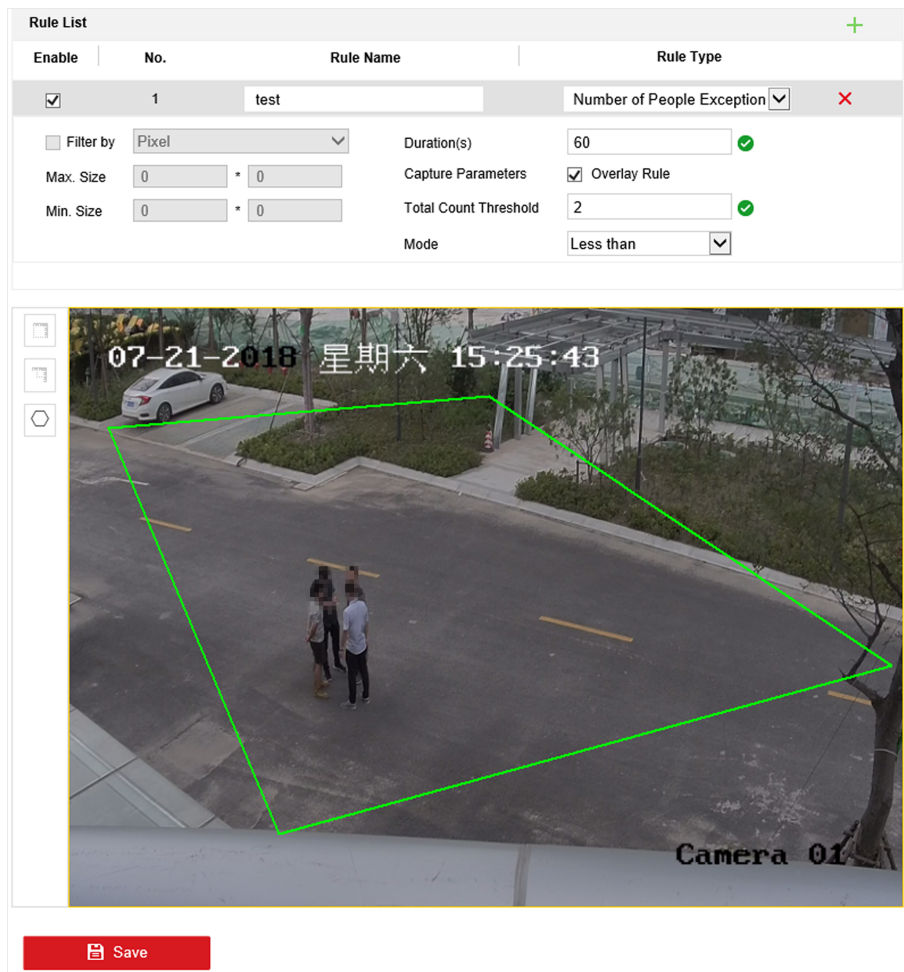 Rule List
Enable No. Rule Name Rule Type
1 test Number of People Exception
Filter by Pixel Duration(s) 60
Max. Size 0 * 0 Capture Parameters Overlay Rule
Min. Size 0 * 0 Total Count Threshold 2
Mode Less than
07-21-2018 星期六 15:25:43
Camera 01
Save